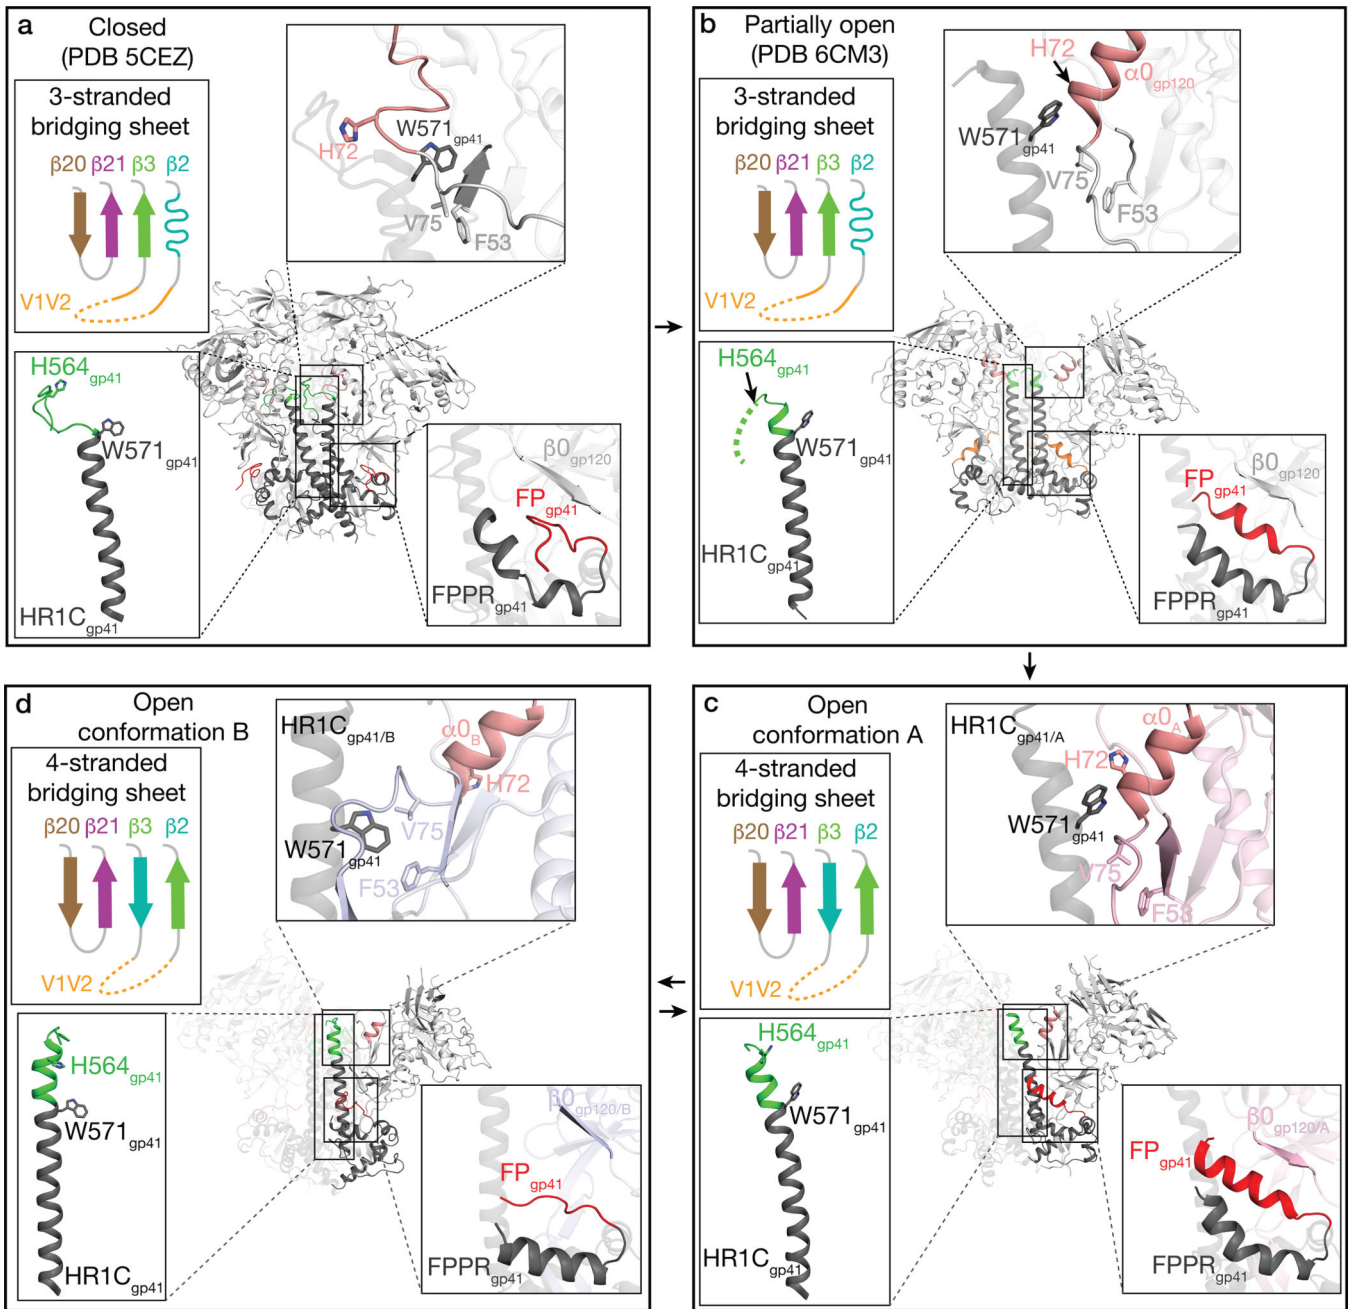 a
Closed
(PDB 5CEZ)
3-stranded
bridging sheet
β20 β21 β3 β2
V1V2
H72
W571gp41
V75
F53
H564gp41
W571gp41
HR1Cgp41
β0gp120
FPgp41
FPPRgp41
b
Partially open
(PDB 6CM3)
3-stranded
bridging sheet
β20 β21 β3 β2
V1V2
H72
α0gp120
W571gp41
V75
F53
H564gp41
W571gp41
HR1Cgp41
β0gp120
FPgp41
FPPRgp41
d
Open
conformation B
4-stranded
bridging sheet
β20 β21 β3 β2
V1V2
HR1Cgp41/B
α0B
H72
V75
W571gp41
F53
H564gp41
W571gp41
HR1Cgp41
β0gp120/B
FPgp41
FPPRgp41
c
Open
conformation A
4-stranded
bridging sheet
β20 β21 β3 β2
V1V2
HR1Cgp41/A
α0A
H72
W571gp41
V75
F53
H564gp41
W571gp41
HR1Cgp41
β0gp120/A
FPgp41
FPPRgp41